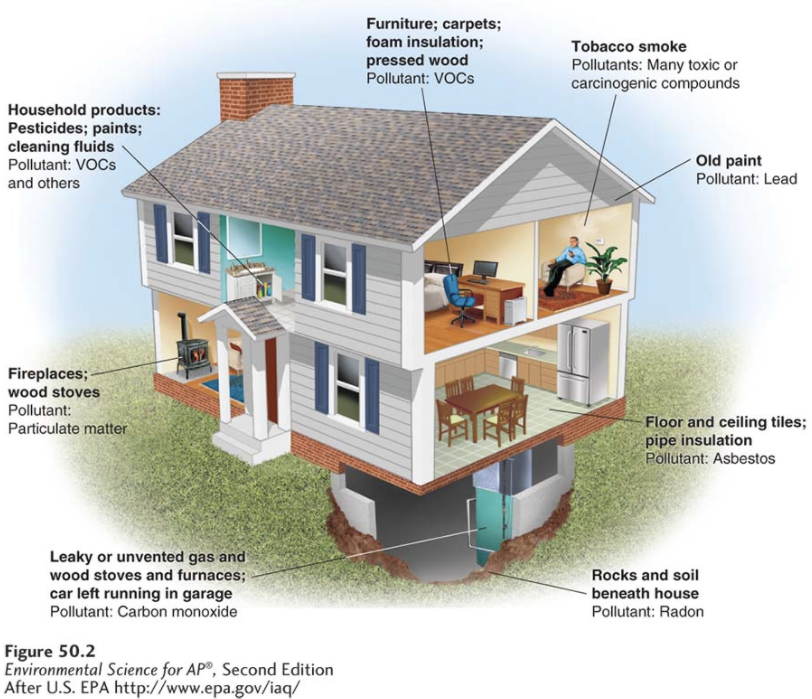 Furniture; carpets;
foam insulation;
pressed wood
Pollutant: VOCs
Tobacco smoke
Pollutants: Many toxic or
carcinogenic compounds
Household products:
Pesticides; paints;
cleaning fluids
Pollutant: VOCs
and others
Old paint
Pollutant: Lead
Fireplaces;
wood stoves
Pollutant:
Particulate matter
Floor and ceiling tiles;
pipe insulation
Pollutant: Asbestos
Leaky or unvented gas and
wood stoves and furnaces;
car left running in garage
Pollutant: Carbon monoxide
Rocks and soil
beneath house
Pollutant: Radon
Figure 50.2
Environmental Science for AP®, Second Edition
After U.S. EPA http://www.epa.gov/iaq/